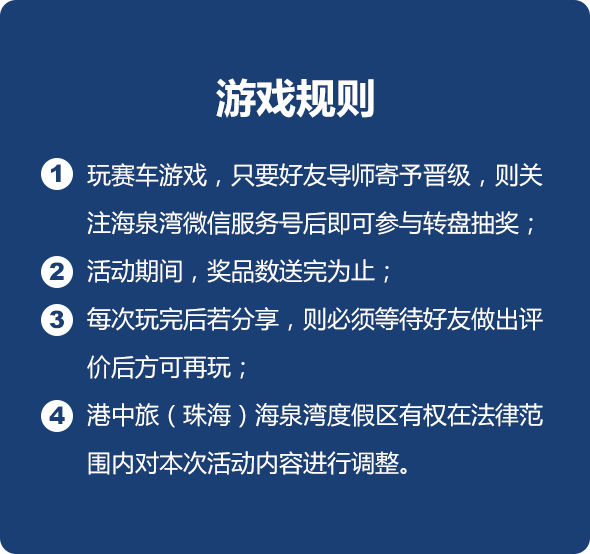 游戏规则
1 玩赛车游戏，只要好友导师寄予晋级，则关
注海泉湾微信服务号后即可参与转盘抽奖；
2 活动期间，奖品数送完为止；
3 每次玩完后若分享，则必须等待好友做出评
价后方可再玩；
4 港中旅（珠海）海泉湾度假区有权在法律范
围内对本次活动内容进行调整。